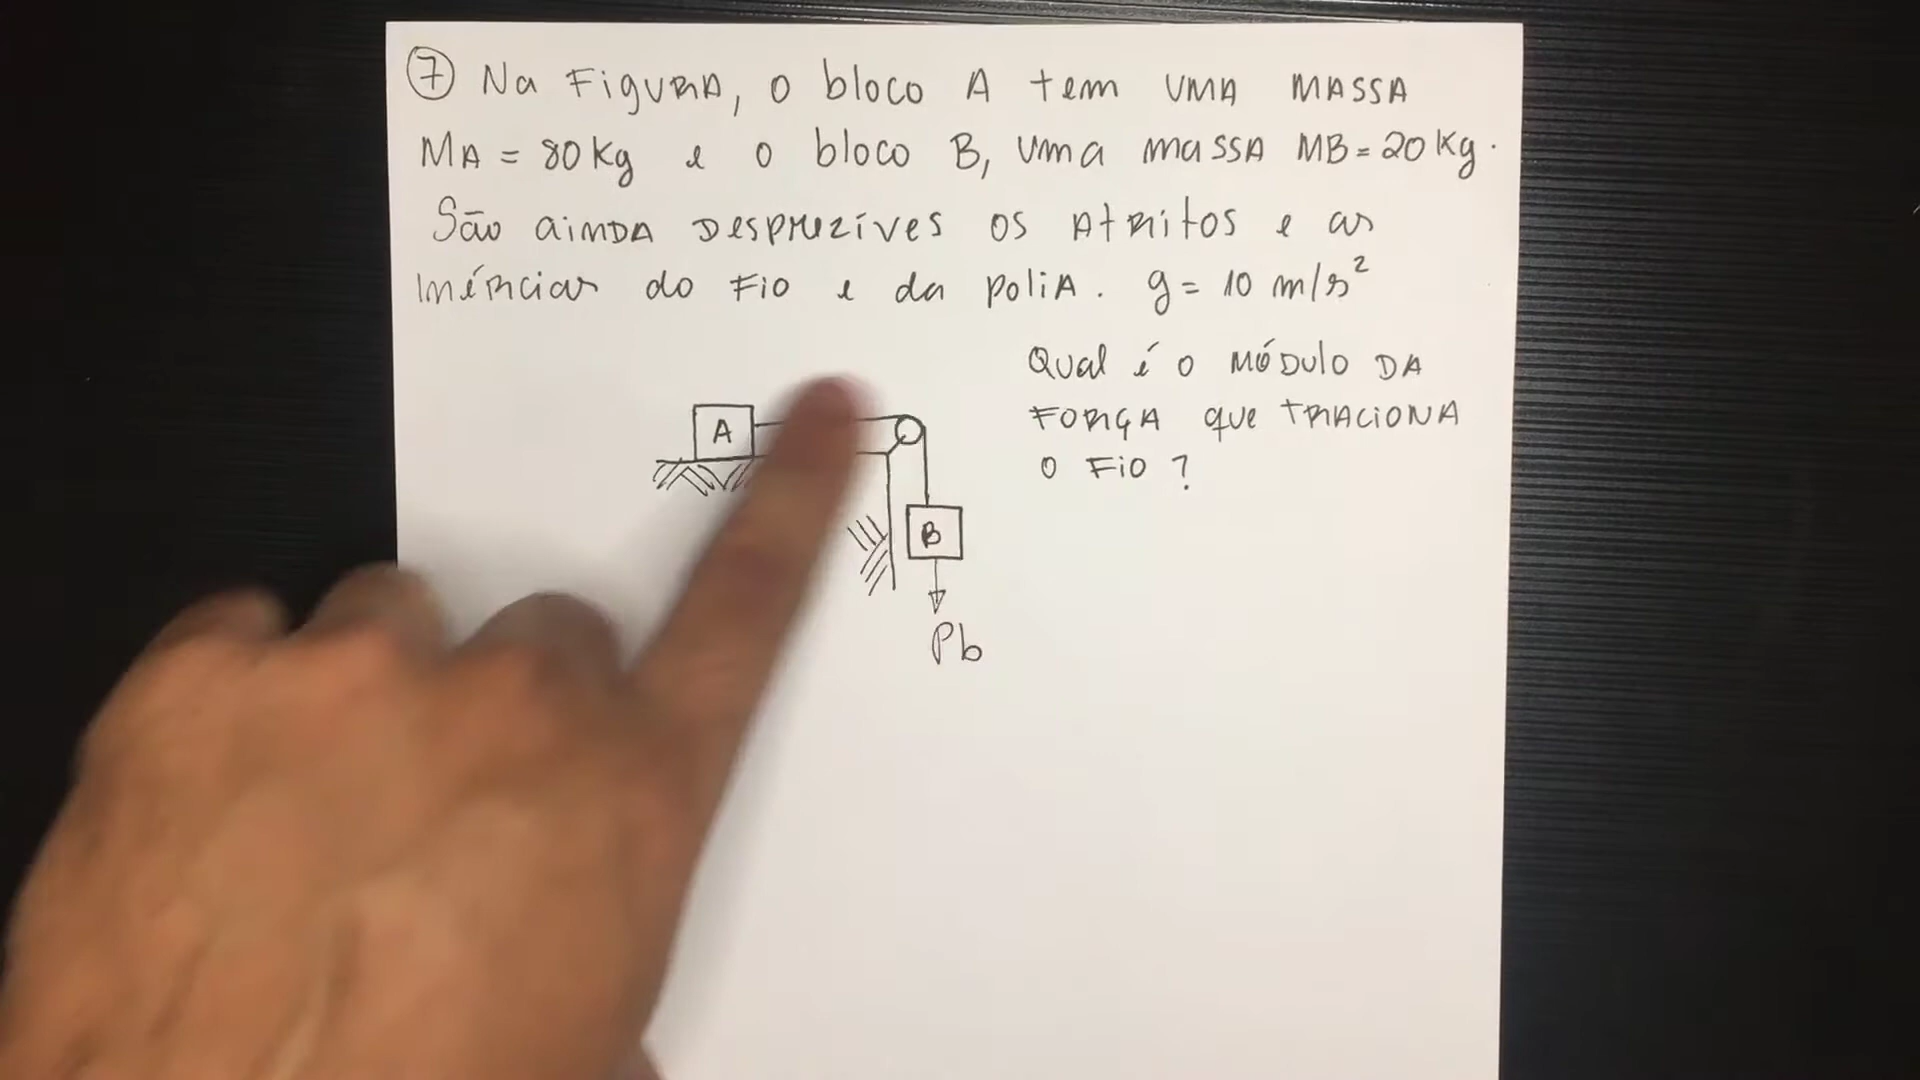 7 Na FiguRA, o bloco A tem UMA MASSA
MA = 80 Kg e o bloco B, uma massa MB = 20 Kg.
São ainda desprezíves os Atritos e as
inércias do Fio e da poliA. g = 10 m/s²
Qual é o MÓDULO DA
FORÇA que TRACIONA
O FIO ?
A
B
Pb